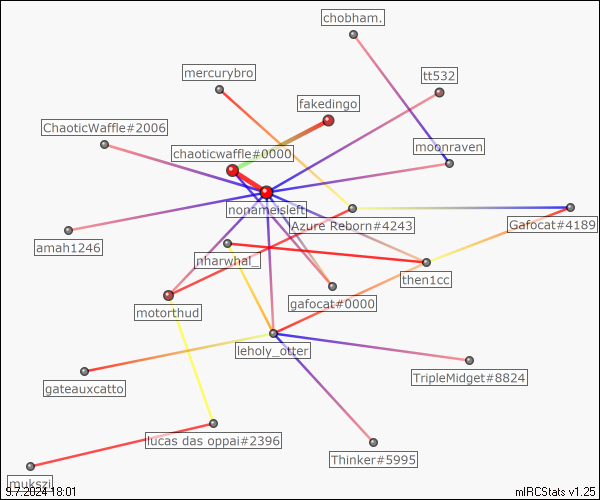 chobham.
mercurybro
tt532
fakedingo
ChaoticWaffle#2006
moonraven
chaoticwaffle#0000
nonameisleft
Azure Reborn#4243
Gafocat#4189
amah1246
nharwhal_
then1cc
gafocat#0000
motorthud
leholy_otter
TripleMidget#8824
gateauxcatto
lucas das oppai#2396
Thinker#5995
mukszi
9.7.2024 18:01
mIRCStats v1.25